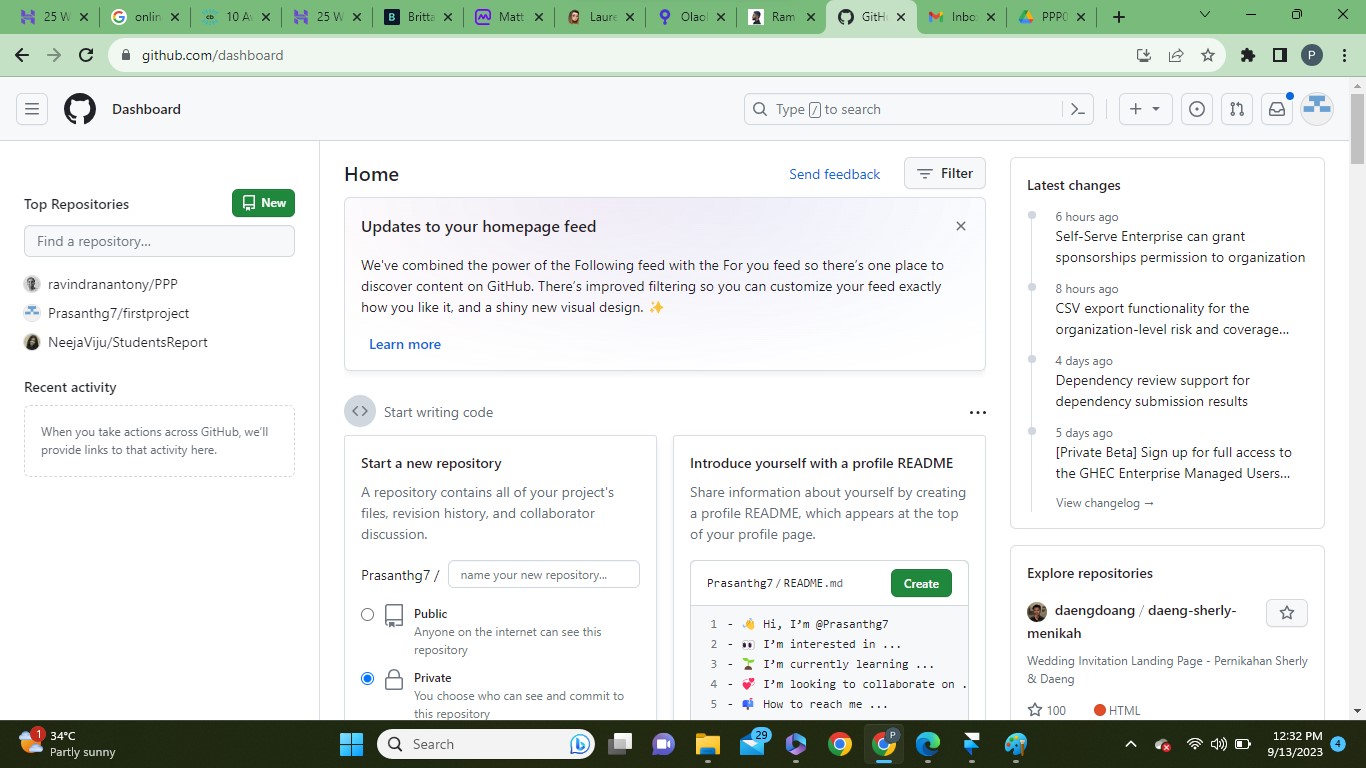 25 W
onlin
10 A
25 W
Britta
Matt
Laure
Olaol
Ram
GitH
Inbo
PPP
github.com/dashboard
P
Dashboard
Type / to search
Top Repositories
New
Find a repository...
ravindranantony/PPP
Prasanthg7/firstproject
NeejaViju/StudentsReport
Recent activity
When you take actions across GitHub, we'll
provide links to that activity here.
Home
Send feedback
Filter
Updates to your homepage feed
We've combined the power of the Following feed with the For you feed so there's one place to
discover content on GitHub. There's improved filtering so you can customize your feed exactly
how you like it, and a shiny new visual design. ✨
Learn more
Start writing code
Start a new repository
A repository contains all of your project's
files, revision history, and collaborator
discussion.
Prasanthg7 /
name your new repository...
Public
Anyone on the internet can see this
repository
Private
You choose who can see and commit to
this repository
Introduce yourself with a profile README
Share information about yourself by creating
a profile README, which appears at the top
of your profile page.
Prasanthg7 / README.md
Create
1 - 👋 Hi, I'm @Prasanthg7
2 - 👀 I'm interested in ...
3 - 🌱 I'm currently learning ...
4 - 💞️ I'm looking to collaborate on .
5 - 📫 How to reach me ...
Latest changes
6 hours ago
Self-Serve Enterprise can grant
sponsorships permission to organization
8 hours ago
CSV export functionality for the
organization-level risk and coverage...
4 days ago
Dependency review support for
dependency submission results
5 days ago
[Private Beta] Sign up for full access to
the GHEC Enterprise Managed Users...
View changelog →
Explore repositories
daengdoang / daeng-sherly-
menikah
Wedding Invitation Landing Page - Pernikahan Sherly
& Daeng
100
HTML
1
34°C
Partly sunny
Search
29
P
12:32 PM
9/13/2023
4